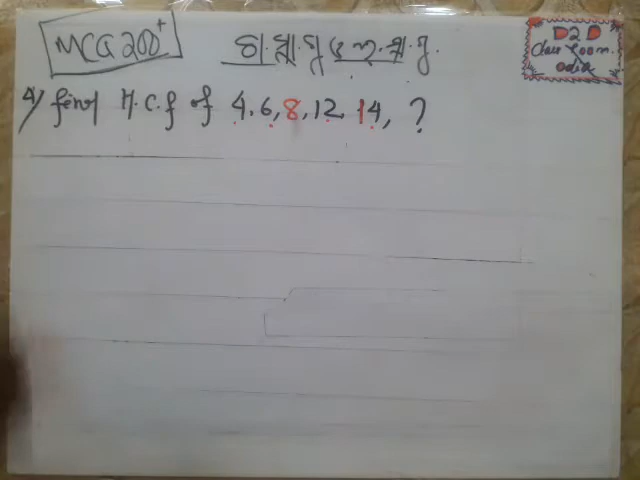 MCQ 200+
ଗ.ସା.ଗୁ ଓ ଲ.ସା.ଗୁ.
D2D
Class room.
Odia
4) find H.C.f of 4, 6, 8, 12, 14, ?